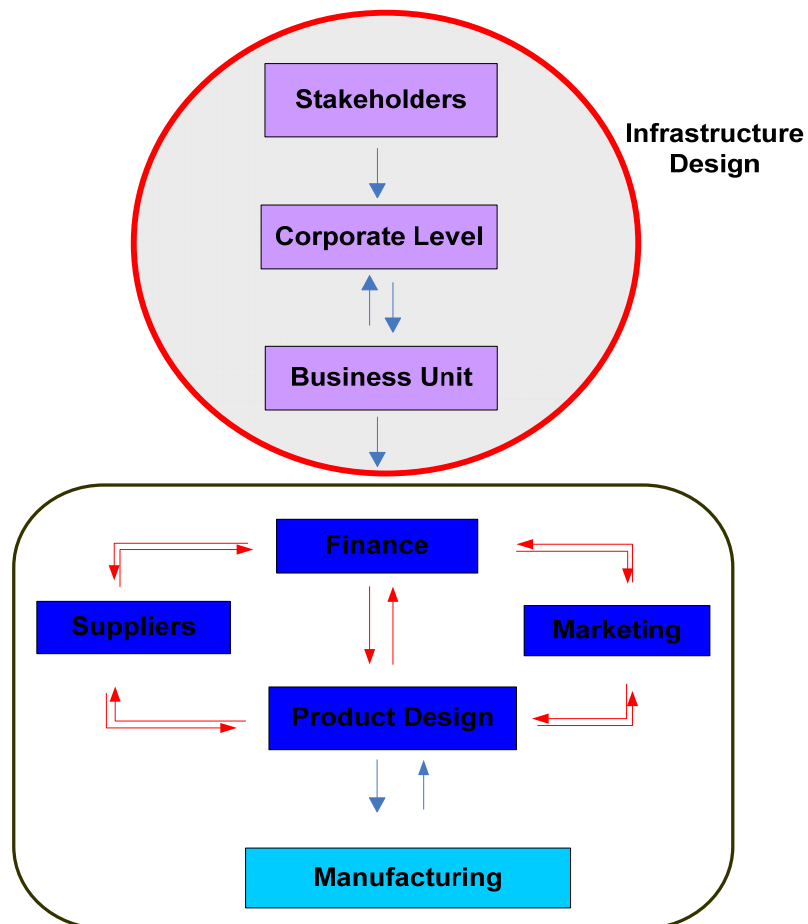 Stakeholders
Infrastructure
Design
Corporate Level
Business Unit
Finance
Suppliers
Marketing
Product Design
Manufacturing